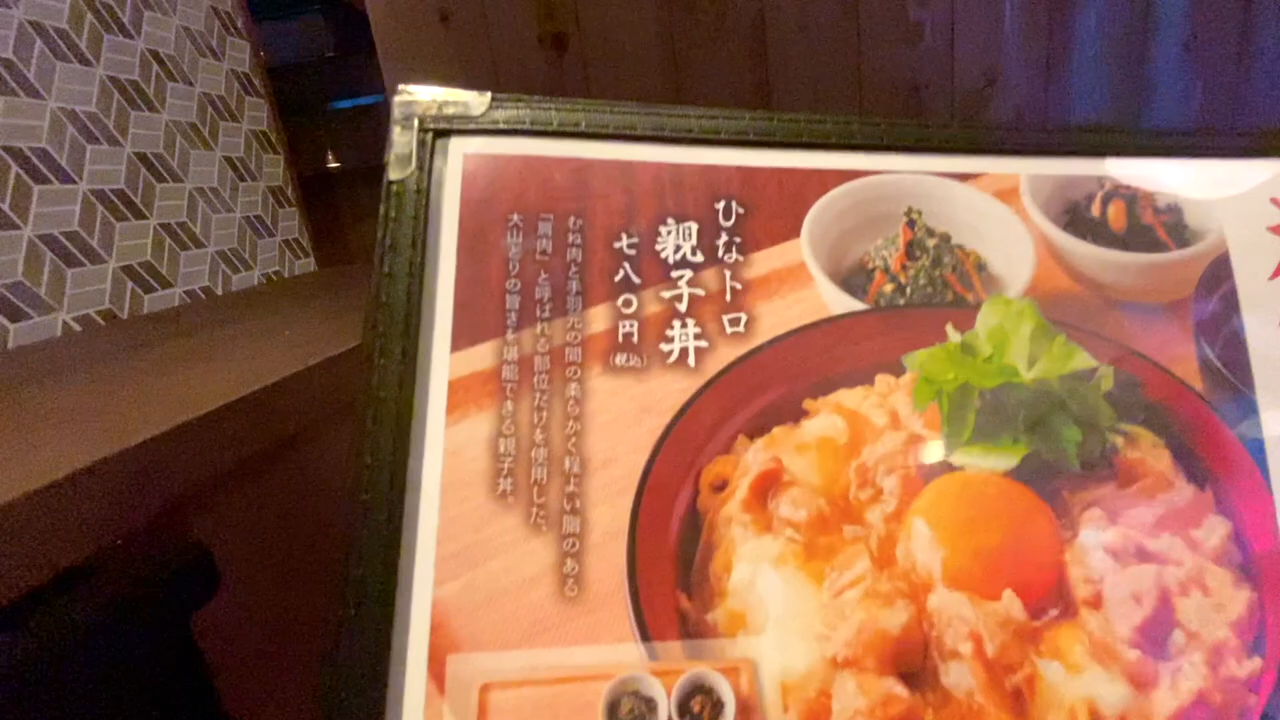 ひなトロ
親子丼
七八〇円
(税込)
むね肉と手羽元の間の柔らかく程よい脂のある
「肩肉」と呼ばれる部位だけを使用した、
大山どりの旨さを堪能できる親子丼。